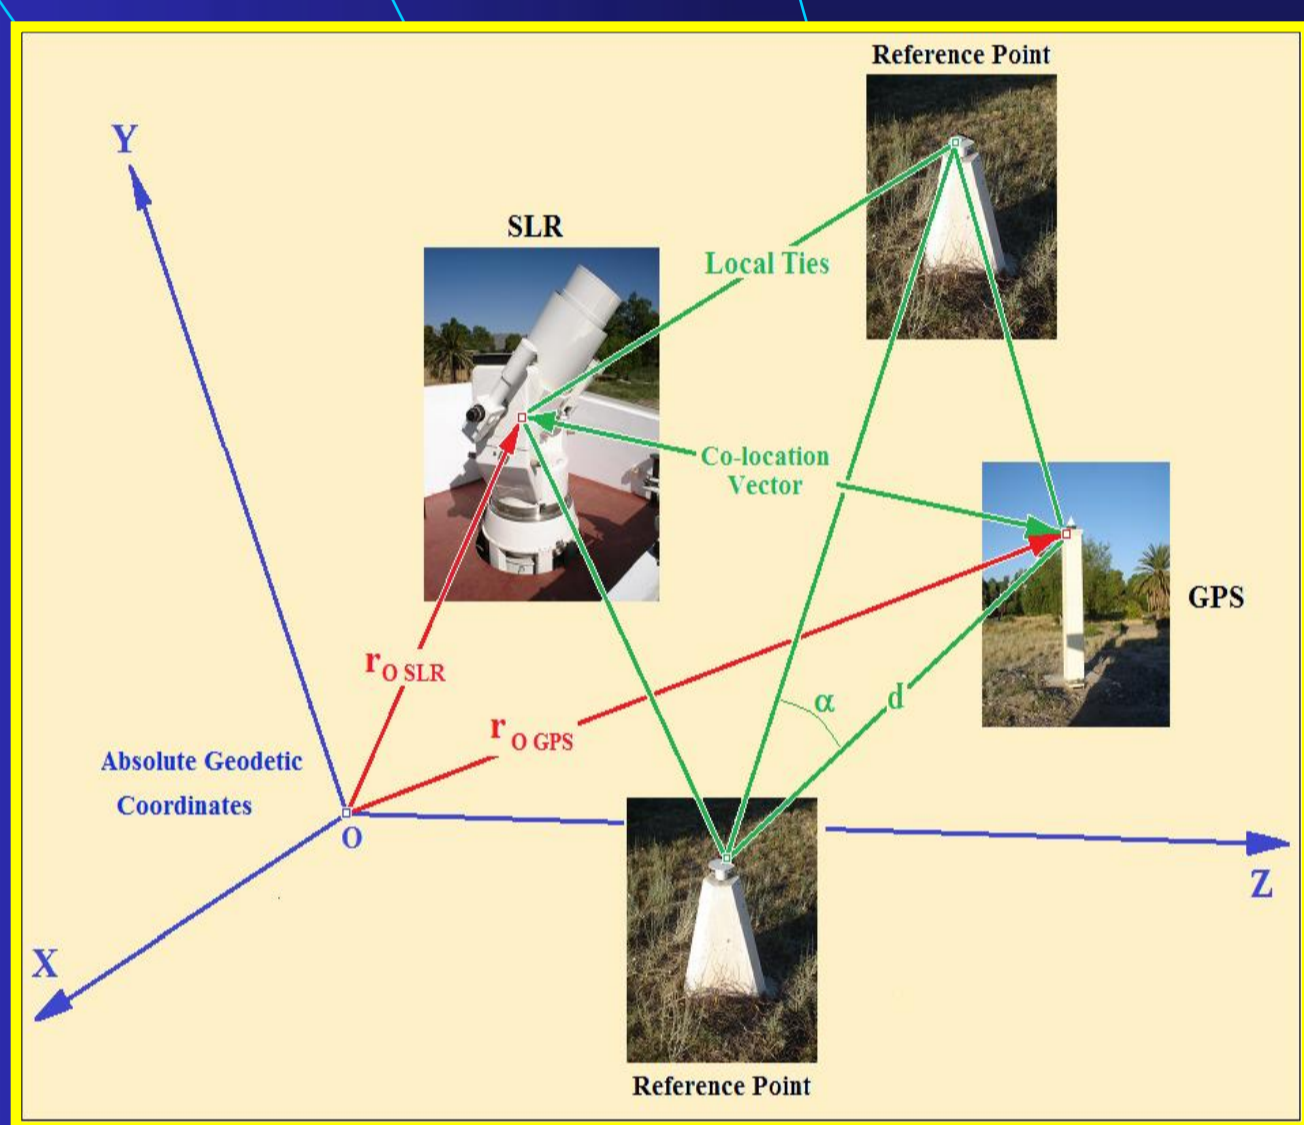 Reference Point
Y
SLR
Local Ties
Co-location
Vector
GPS
r O SLR
α
d
r O GPS
Absolute Geodetic
Coordinates
O
Z
X
Reference Point